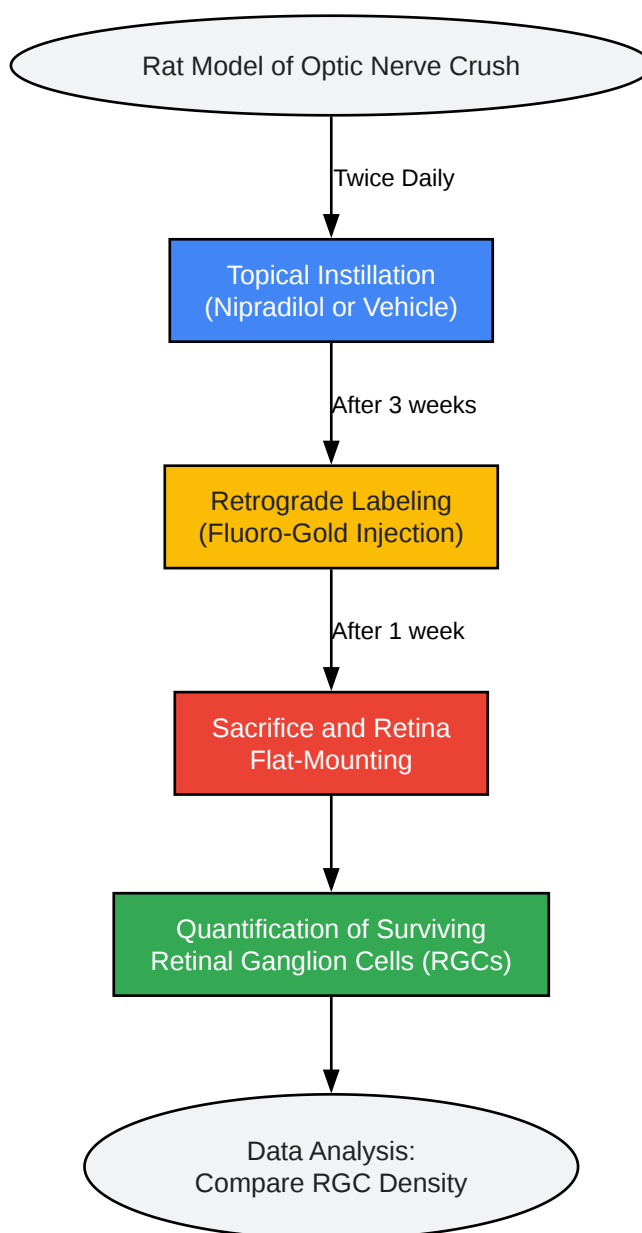 Rat Model of Optic Nerve Crush
Twice Daily
Topical Instillation
(Nipradilol or Vehicle)
After 3 weeks
Retrograde Labeling
(Fluoro-Gold Injection)
After 1 week
Sacrifice and Retina
Flat-Mounting
Quantification of Surviving
Retinal Ganglion Cells (RGCs)
Data Analysis:
Compare RGC Density